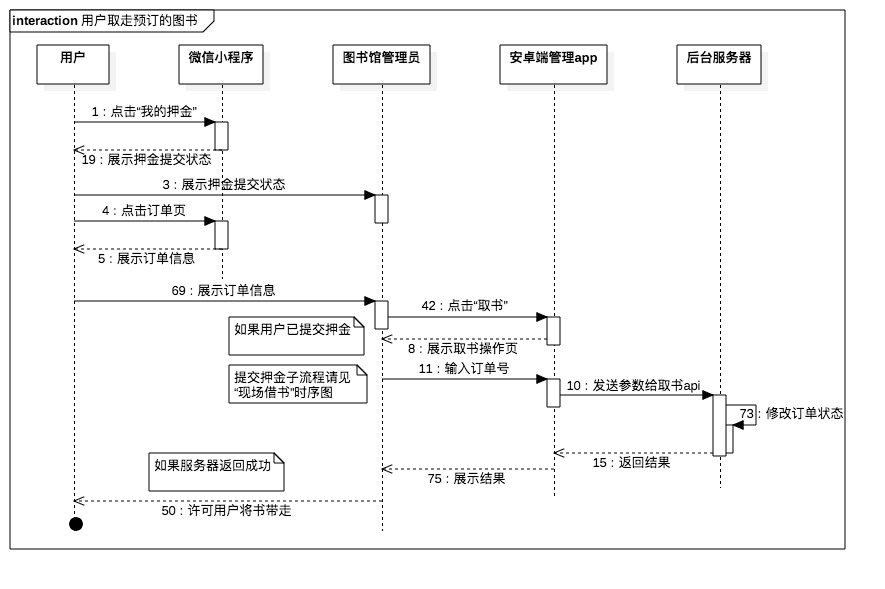 interaction 用户取走预订的图书
用户
微信小程序
图书馆管理员
安卓端管理app
后台服务器
1 : 点击“我的押金”
19 : 展示押金提交状态
3 : 展示押金提交状态
4 : 点击订单页
5 : 展示订单信息
69 : 展示订单信息
42 : 点击“取书”
如果用户已提交押金
8 : 展示取书操作页
提交押金子流程请见
“现场借书”时序图
11 : 输入订单号
10 : 发送参数给取书api
73 : 修改订单状态
15 : 返回结果
如果服务器返回成功
75 : 展示结果
50 : 许可用户将书带走